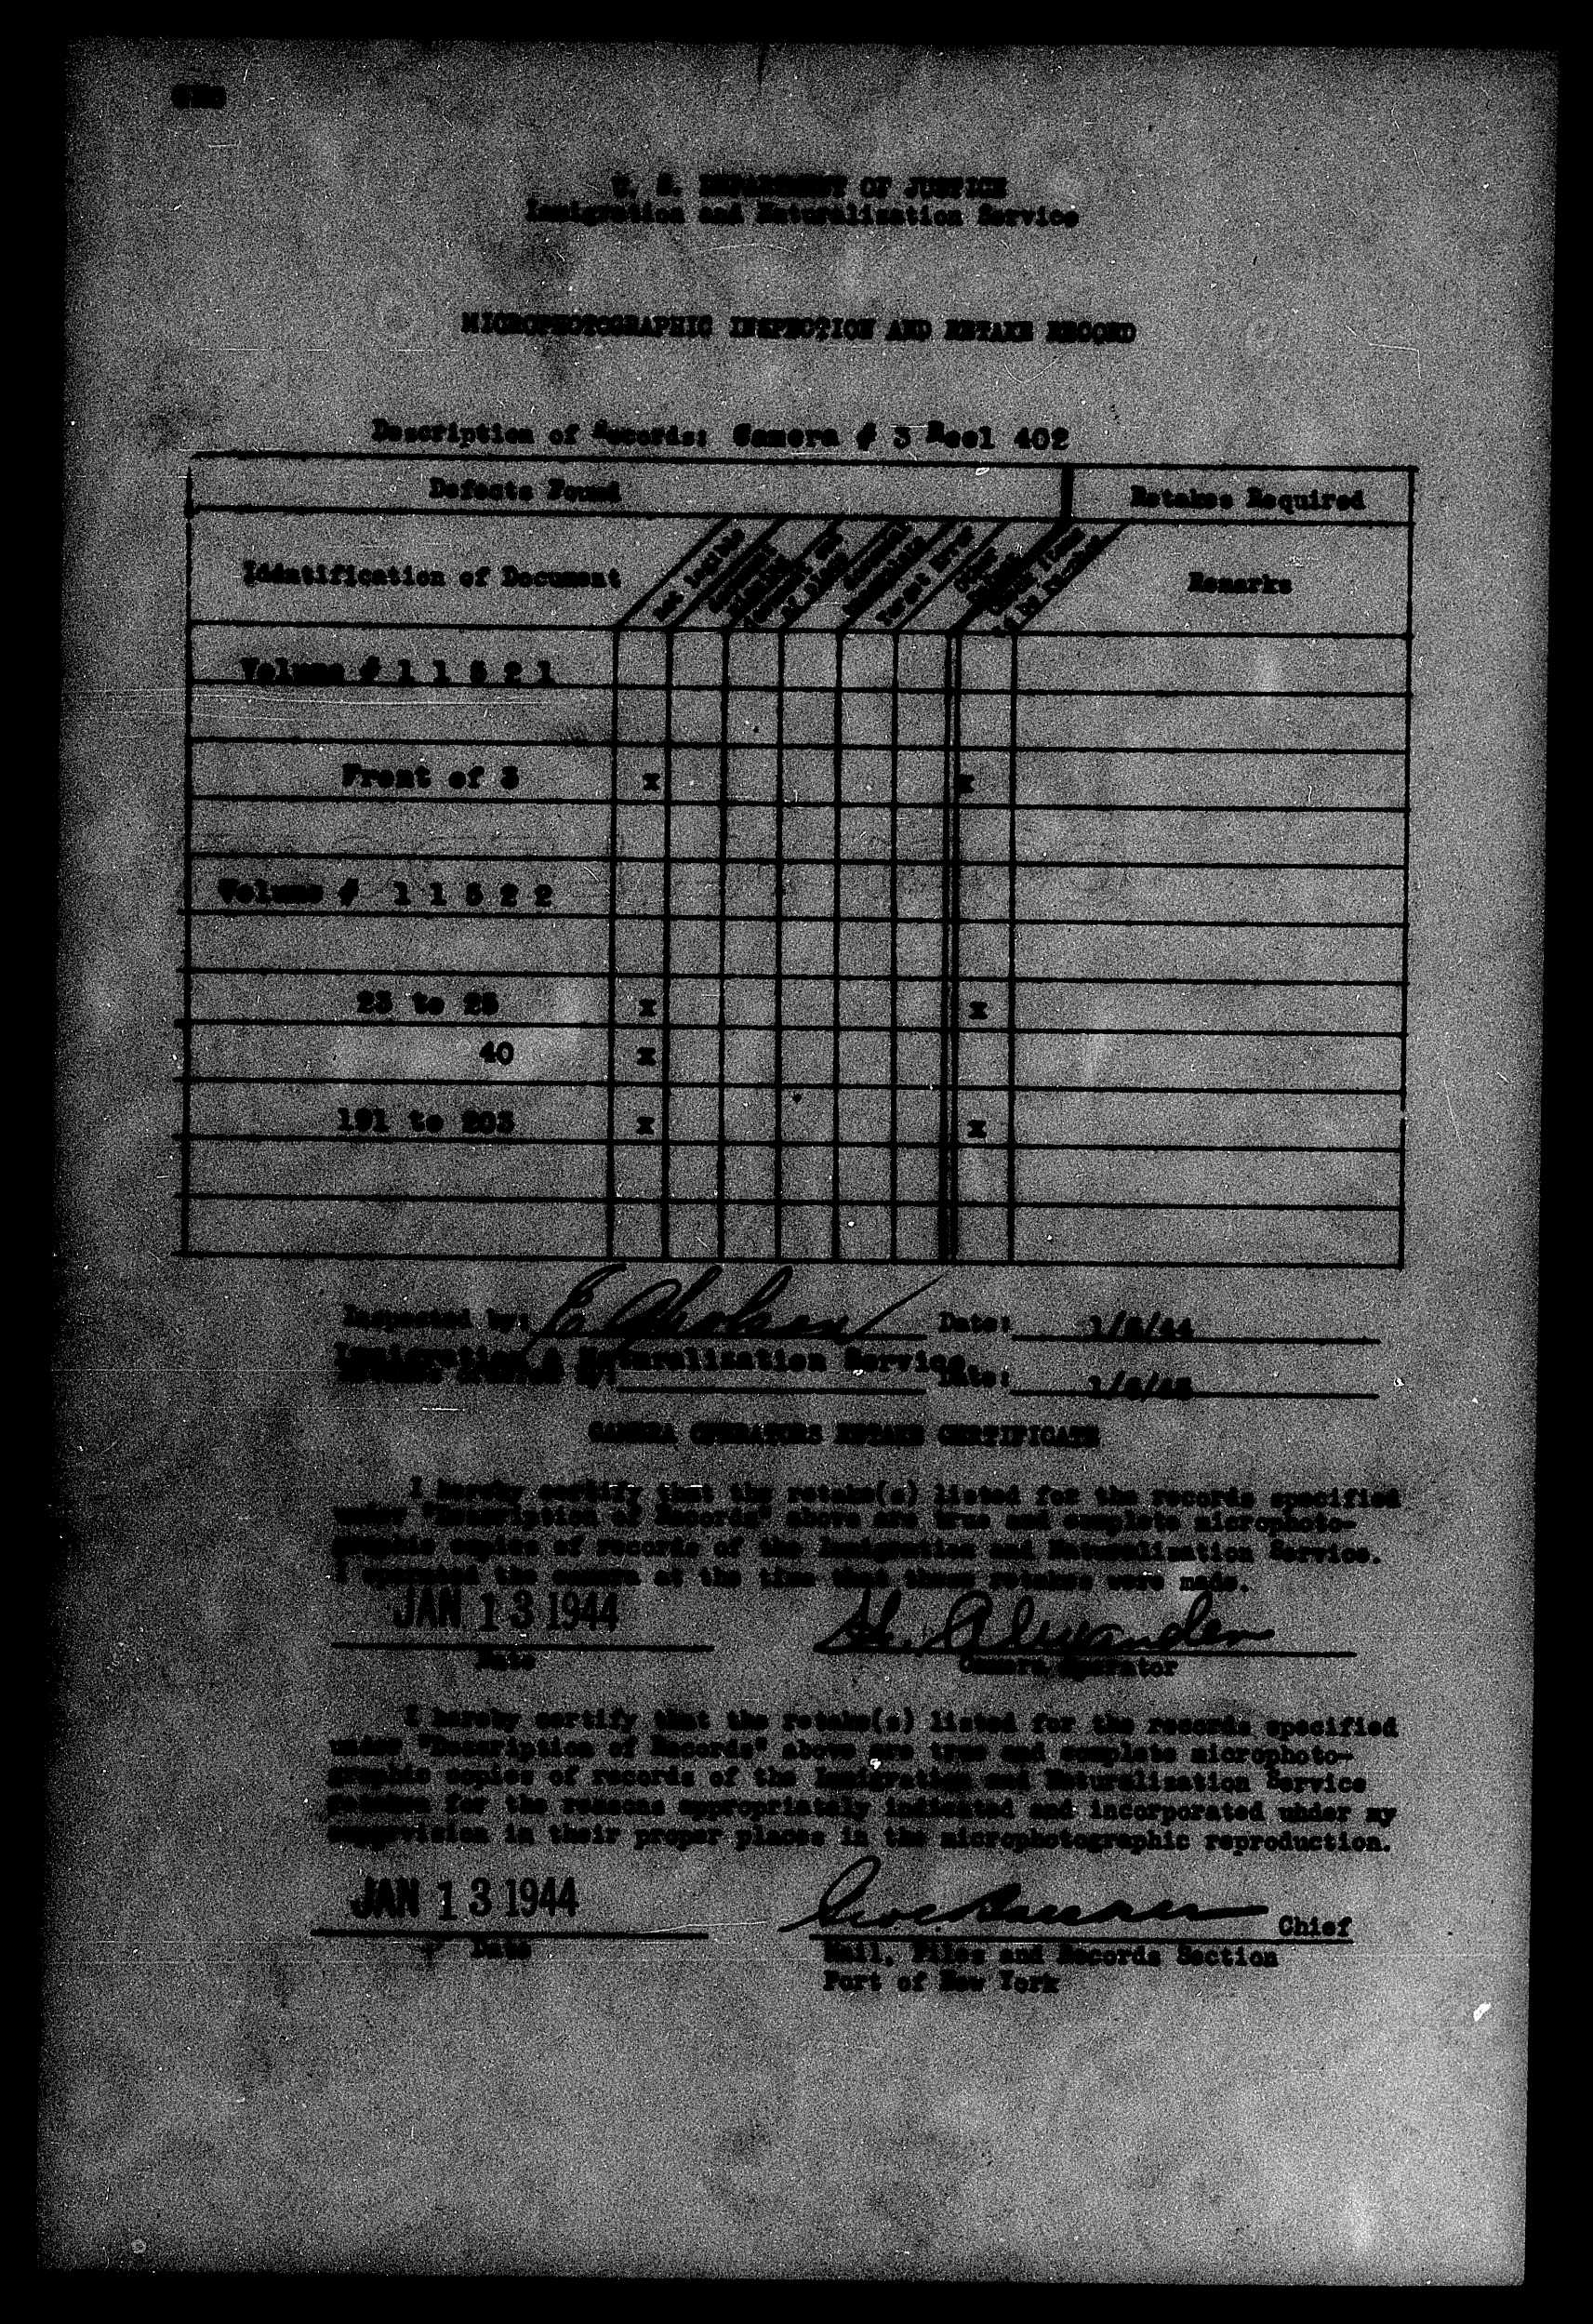 U. S. DEPARTMENT OF JUSTICE
Immigration and Naturalization Service
MICROPHOTOGRAPHIC INSPECTION AND RETAKE RECORD
Description of Records: Camera # 3 Reel 402
Defects Found
Retakes Required
Identification of Document
Remarks
Volume # 1 1 5 2 1
Front of 3 x x
Volume # 1 1 5 2 2
23 to 25 x x
40 x
191 to 203 x x
Inspected by: Date:
Immigration & Naturalization Service
Date:
CAMERA OPERATORS RETAKE CERTIFICATE
I hereby certify that the retake(s) listed for the records specified
under "Description of Records" above are true and complete microphoto-
graphic copies of records of the Immigration and Naturalization Service.
I operated the camera at the time that these retakes were made.
JAN 13 1944 H. Alexander
Date Camera Operator
I hereby certify that the retake(s) listed for the records specified
under "Description of Records" above are true and complete microphoto-
graphic copies of records of the Immigration and Naturalization Service
retaken for the reasons appropriately indicated and incorporated under my
supervision in their proper places in the microphotographic reproduction.
JAN 13 1944 Chief
Date Mail, Files and Records Section
Port of New York